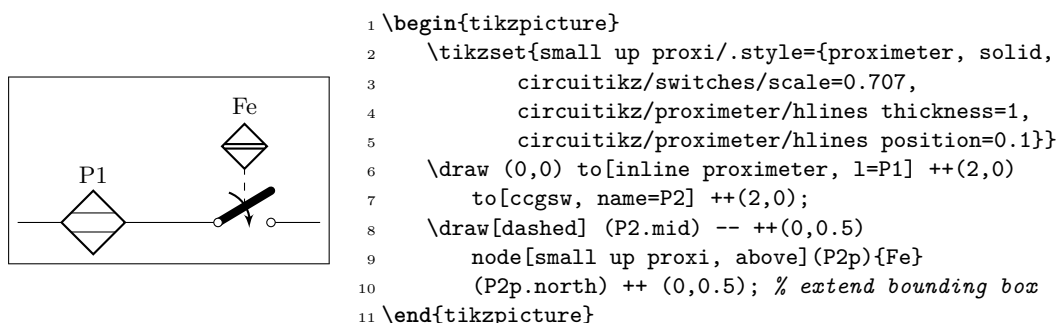 Fe
P1
1 \begin{tikzpicture}
2 \tikzset{small up proxi/.style={proximeter, solid,
3 circuitikz/switches/scale=0.707,
4 circuitikz/proximeter/hlines thickness=1,
5 circuitikz/proximeter/hlines position=0.1}}
6 \draw (0,0) to[inline proximeter, l=P1] ++(2,0)
7 to[ccgsw, name=P2] ++(2,0);
8 \draw[dashed] (P2.mid) -- ++(0,0.5)
9 node[small up proxi, above](P2p){Fe}
10 (P2p.north) ++ (0,0.5); % extend bounding box
11 \end{tikzpicture}